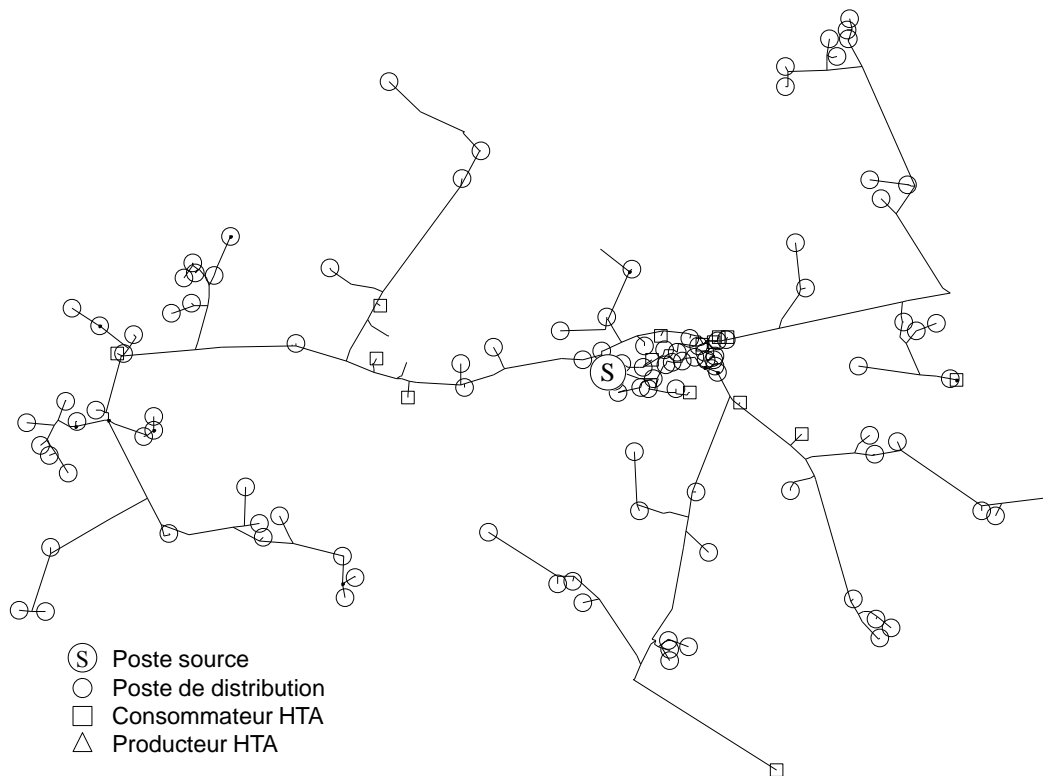 S
S Poste source
Poste de distribution
Consommateur HTA
Producteur HTA